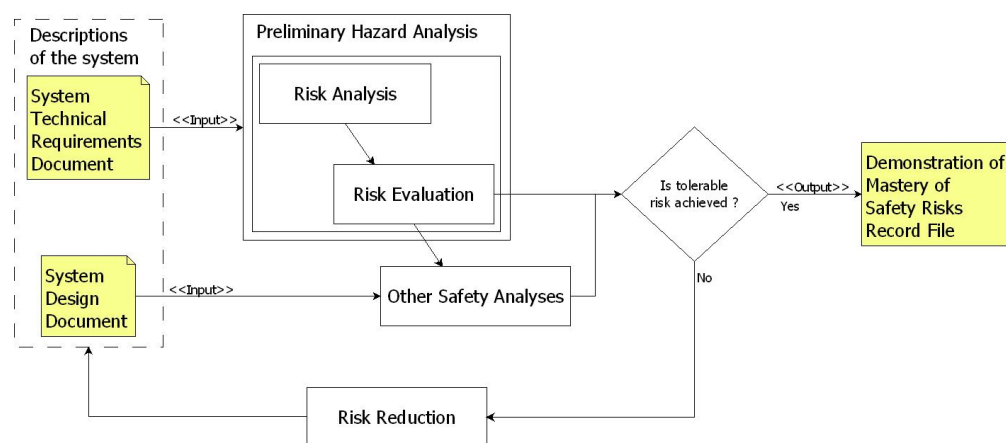 Descriptions
of the system
System
Technical
Requirements
Document
<<Input>>
Preliminary Hazard Analysis
Risk Analysis
Risk Evaluation
Is tolerable
risk achieved ?
<<Output>>
Yes
Demonstration of
Mastery of
Safety Risks
Record File
System
Design
Document
<<Input>>
Other Safety Analyses
No
Risk Reduction